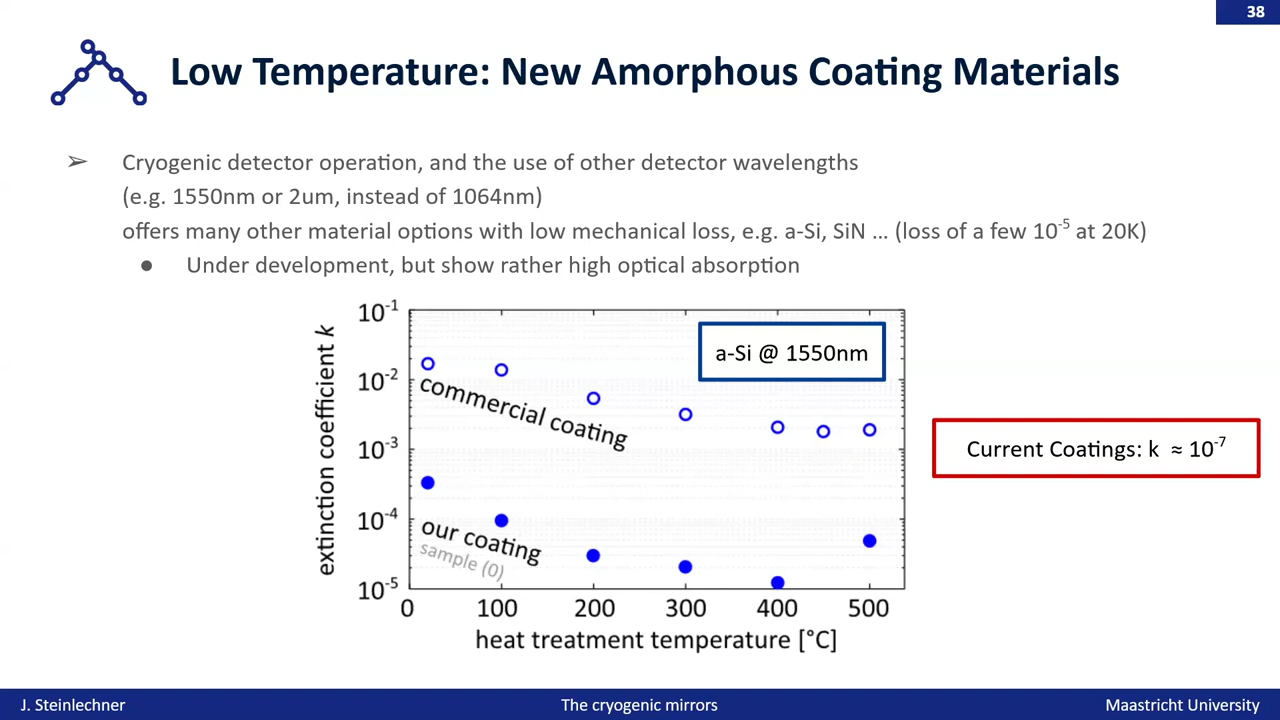 38
Low Temperature: New Amorphous Coating Materials
➢ Cryogenic detector operation, and the use of other detector wavelengths
(e.g. 1550nm or 2um, instead of 1064nm)
offers many other material options with low mechanical loss, e.g. a-Si, SiN … (loss of a few 10⁻⁵ at 20K)
● Under development, but show rather high optical absorption
extinction coefficient k
10⁻¹
10⁻²
10⁻³
10⁻⁴
10⁻⁵
a-Si @ 1550nm
commercial coating
our coating
sample (0)
0 100 200 300 400 500
heat treatment temperature [°C]
Current Coatings: k ≈ 10⁻⁷
J. Steinlechner
The cryogenic mirrors
Maastricht University